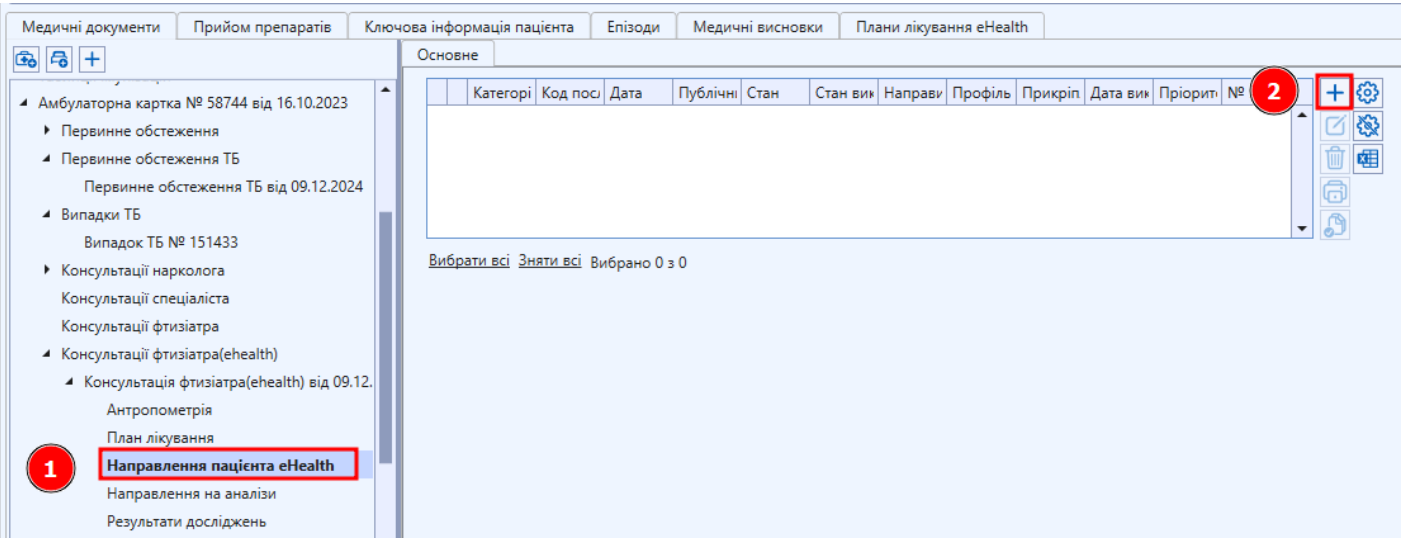 Медичні документи Прийом препаратів Ключова інформація пацієнта Епізоди Медичні висновки Плани лікування eHealth
Основне
Амбулаторна картка № 58744 від 16.10.2023
Первинне обстеження
Первинне обстеження ТБ
Первинне обстеження ТБ від 09.12.2024
Випадки ТБ
Випадок ТБ № 151433
Консультації нарколога
Консультації спеціаліста
Консультації фтизіатра
Консультації фтизіатра(ehealth)
Консультація фтизіатра(ehealth) від 09.12.
Антропометрія
План лікування
1
Направлення пацієнта eHealth
Направлення на аналізи
Результати досліджень
Категорі Код посл Дата Публічні Стан Стан вик Направи Профіль Прикріп Дата вик Пріорит № 2
Вибрати всі Зняти всі Вибрано 0 з 0